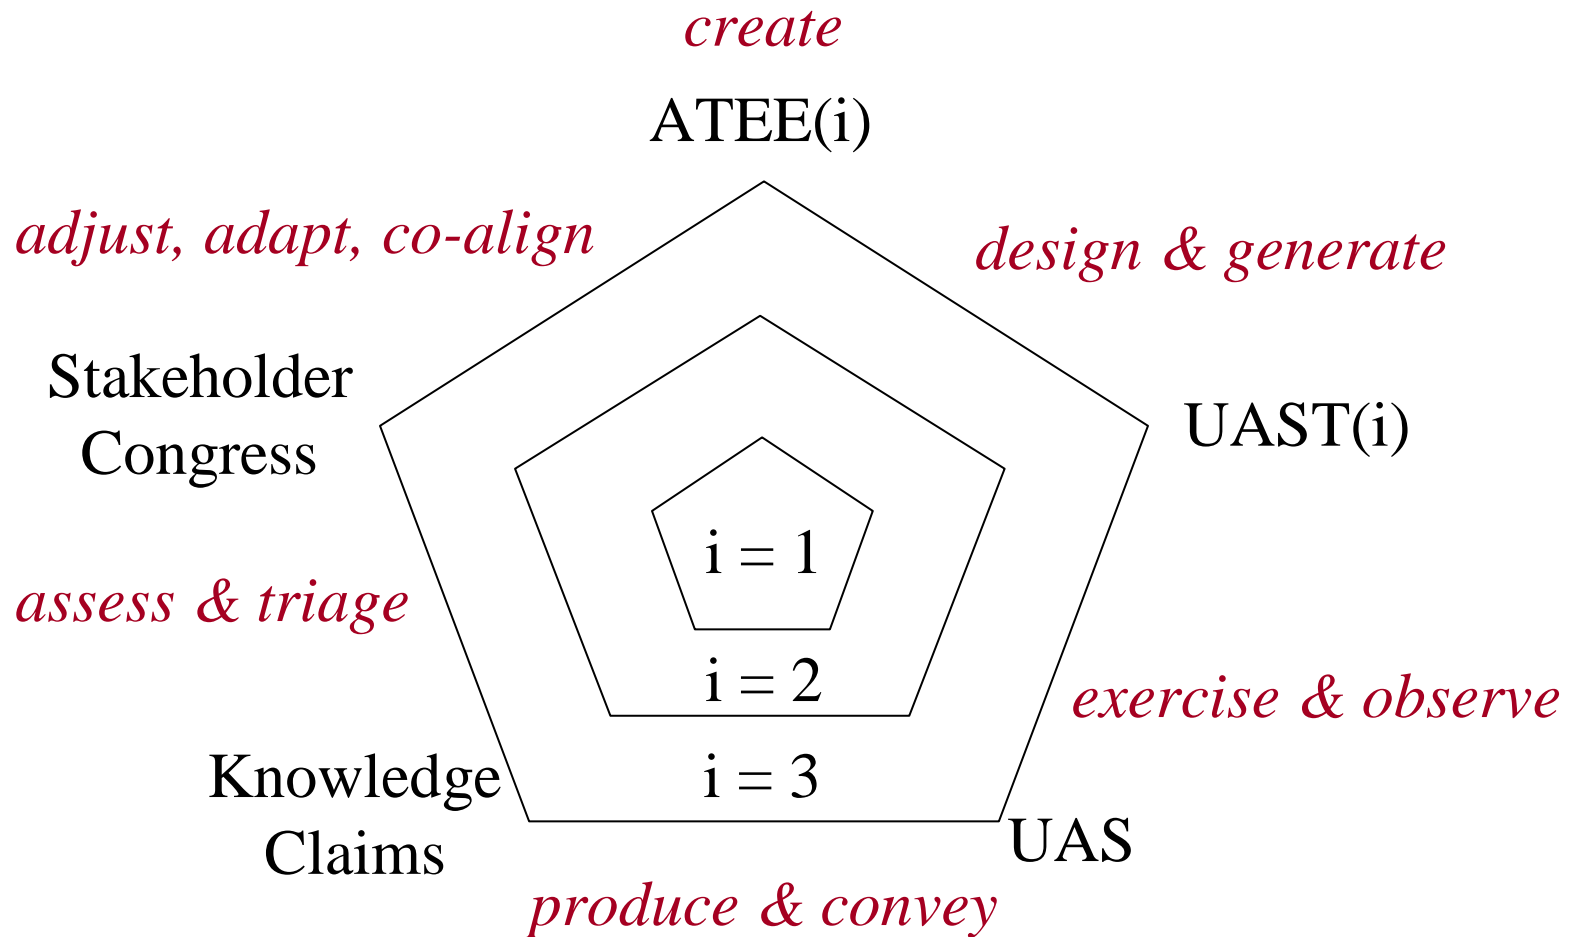 create
ATEE(i)
adjust, adapt, co-align
design & generate
Stakeholder
Congress
UAST(i)
i = 1
assess & triage
i = 2
exercise & observe
Knowledge
Claims
i = 3
UAS
produce & convey